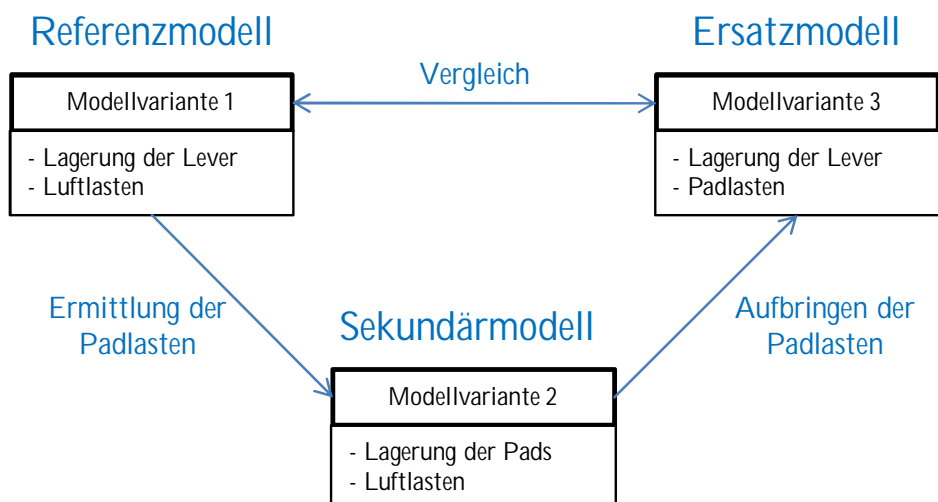 Referenzmodell
Ersatzmodell
Vergleich
Modellvariante 1
- Lagerung der Lever
- Luftlasten
Modellvariante 3
- Lagerung der Lever
- Padlasten
Ermittlung der
Padlasten
Sekundärmodell
Aufbringen der
Padlasten
Modellvariante 2
- Lagerung der Pads
- Luftlasten